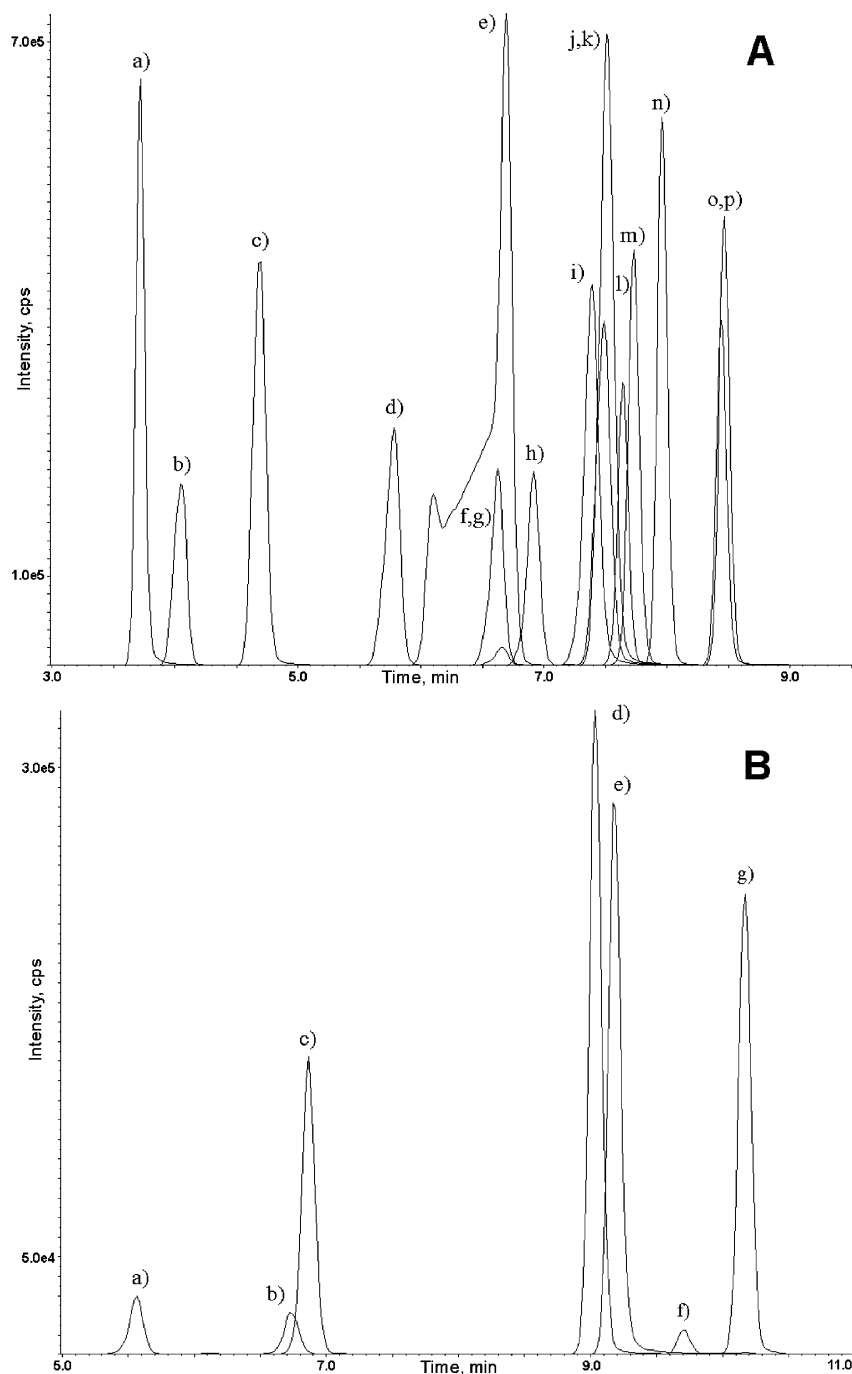 A
7.0e5
a)
e)
j,k)
n)
o,p)
m)
c)
i)
l)
d)
b)
h)
f,g)
Intensity, cps
1.0e5
3.0
5.0
7.0
9.0
Time, min
B
3.0e5
d)
e)
g)
c)
Intensity, cps
5.0e4
a)
b)
f)
5.0
7.0
9.0
11.0
Time, min